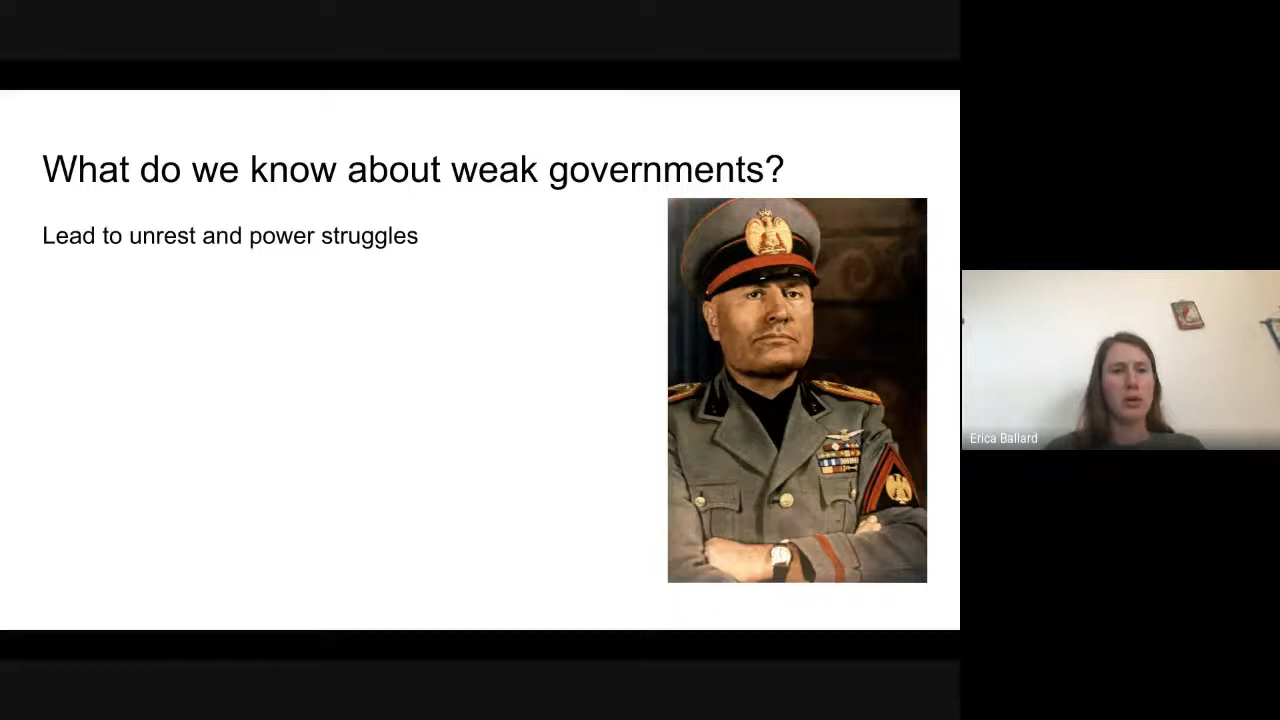 What do we know about weak governments?
Lead to unrest and power struggles
Erica Ballard